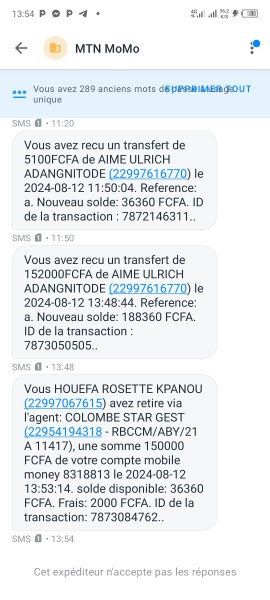 13:54
MTN MoMo
Vous avez 289 anciens mots de passe à usage
unique
SUPPRIMER TOUT
SMS 1 • 11:20
Vous avez recu un transfert de
5100FCFA de AIME ULRICH
ADANGNITODE (22997616770) le
2024-08-12 11:50:04. Reference:
a. Nouveau solde: 36360 FCFA. ID
de la transaction : 7872146311..
SMS 1 • 11:50
Vous avez recu un transfert de
152000FCFA de AIME ULRICH
ADANGNITODE (22997616770) le
2024-08-12 13:48:44. Reference:
a. Nouveau solde: 188360 FCFA.
ID de la transaction :
7873050505..
SMS 1 • 13:48
Vous HOUEFA ROSETTE KPANOU
(22997067615) avez retire via
l'agent: COLOMBE STAR GEST
(22954194318 - RBCCM/ABY/21
A 11417), une somme 150000
FCFA de votre compte mobile
money 8318813 le 2024-08-12
13:53:14. solde disponible: 36360
FCFA. Frais: 2000 FCFA. ID de la
transaction: 7873084762..
SMS 1 • 13:54
Cet expéditeur n'accepte pas les réponses